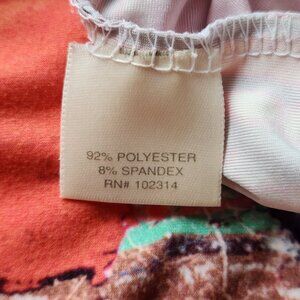 92% POLYESTER
8% SPANDEX
RN# 102314